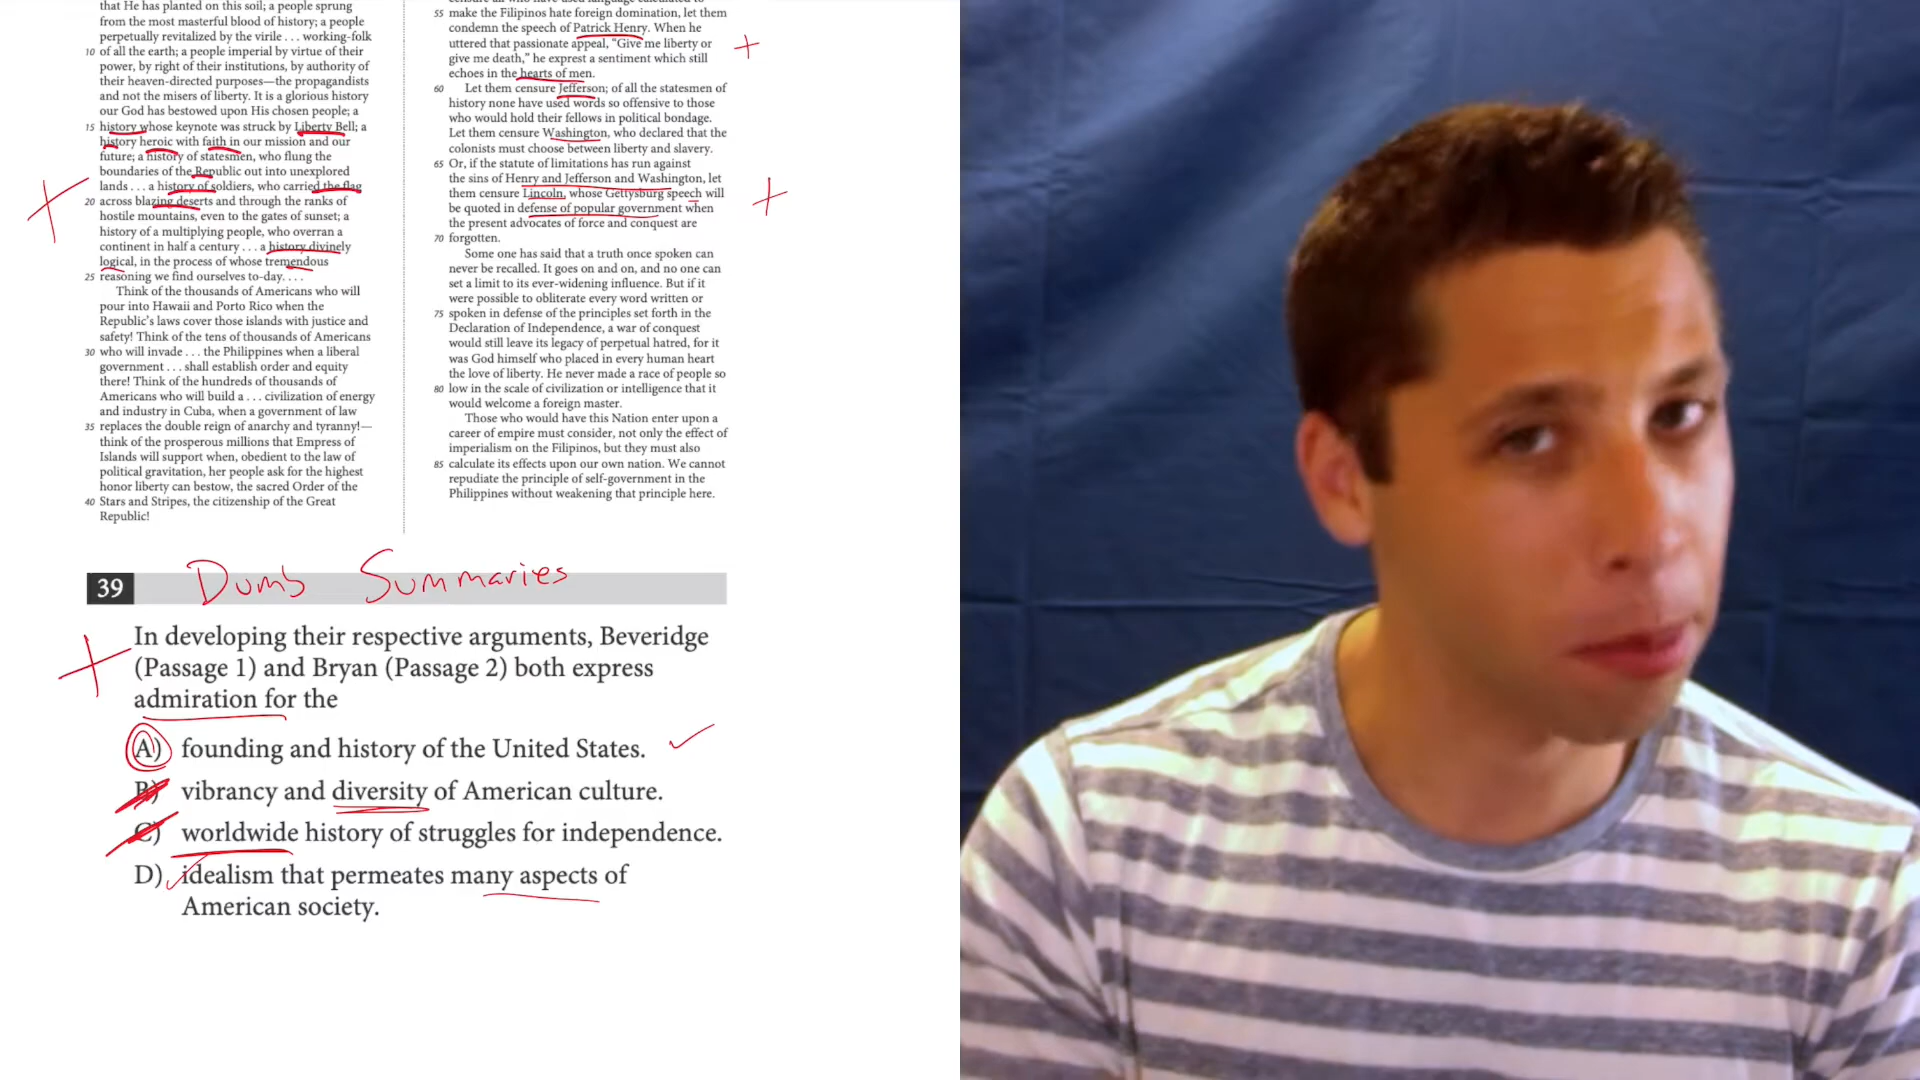 that He has planted on this soil; a people sprung
from the most masterful blood of history; a people
perpetually revitalized by the virile . . . working-folk
10 of all the earth; a people imperial by virtue of their
power, by right of their institutions, by authority of
their heaven-directed purposes—the propagandists
and not the misers of liberty. It is a glorious history
our God has bestowed upon His chosen people; a
15 history whose keynote was struck by Liberty Bell; a
history heroic with faith in our mission and our
future; a history of statesmen, who flung the
boundaries of the Republic out into unexplored
lands . . . a history of soldiers, who carried the flag
20 across blazing deserts and through the ranks of
hostile mountains, even to the gates of sunset; a
history of a multiplying people, who overran a
continent in half a century . . . a history divinely
logical, in the process of whose tremendous
25 reasoning we find ourselves to-day. . . .
Think of the thousands of Americans who will
pour into Hawaii and Porto Rico when the
Republic's laws cover those islands with justice and
safety! Think of the tens of thousands of Americans
30 who will invade . . . the Philippines when a liberal
government . . . shall establish order and equity
there! Think of the hundreds of thousands of
Americans who will build a . . . civilization of energy
and industry in Cuba, when a government of law
35 replaces the double reign of anarchy and tyranny!—
think of the prosperous millions that Empress of
Islands will support when, obedient to the law of
political gravitation, her people ask for the highest
honor liberty can bestow, the sacred Order of the
40 Stars and Stripes, the citizenship of the Great
Republic!
55 make the Filipinos hate foreign domination, let them
condemn the speech of Patrick Henry. When he
uttered that passionate appeal, “Give me liberty or
give me death,” he exprest a sentiment which still
echoes in the hearts of men.
60 Let them censure Jefferson; of all the statesmen of
history none have used words so offensive to those
who would hold their fellows in political bondage.
Let them censure Washington, who declared that the
colonists must choose between liberty and slavery.
65 Or, if the statute of limitations has run against
the sins of Henry and Jefferson and Washington, let
them censure Lincoln, whose Gettysburg speech will
be quoted in defense of popular government when
the present advocates of force and conquest are
70 forgotten.
Some one has said that a truth once spoken can
never be recalled. It goes on and on, and no one can
set a limit to its ever-widening influence. But if it
were possible to obliterate every word written or
75 spoken in defense of the principles set forth in the
Declaration of Independence, a war of conquest
would still leave its legacy of perpetual hatred, for it
was God himself who placed in every human heart
the love of liberty. He never made a race of people so
80 low in the scale of civilization or intelligence that it
would welcome a foreign master.
Those who would have this Nation enter upon a
career of empire must consider, not only the effect of
imperialism on the Filipinos, but they must also
85 calculate its effects upon our own nation. We cannot
repudiate the principle of self-government in the
Philippines without weakening that principle here.
39 Dumb Summaries
In developing their respective arguments, Beveridge
(Passage 1) and Bryan (Passage 2) both express
admiration for the
A) founding and history of the United States.
B) vibrancy and diversity of American culture.
C) worldwide history of struggles for independence.
D) idealism that permeates many aspects of
American society.